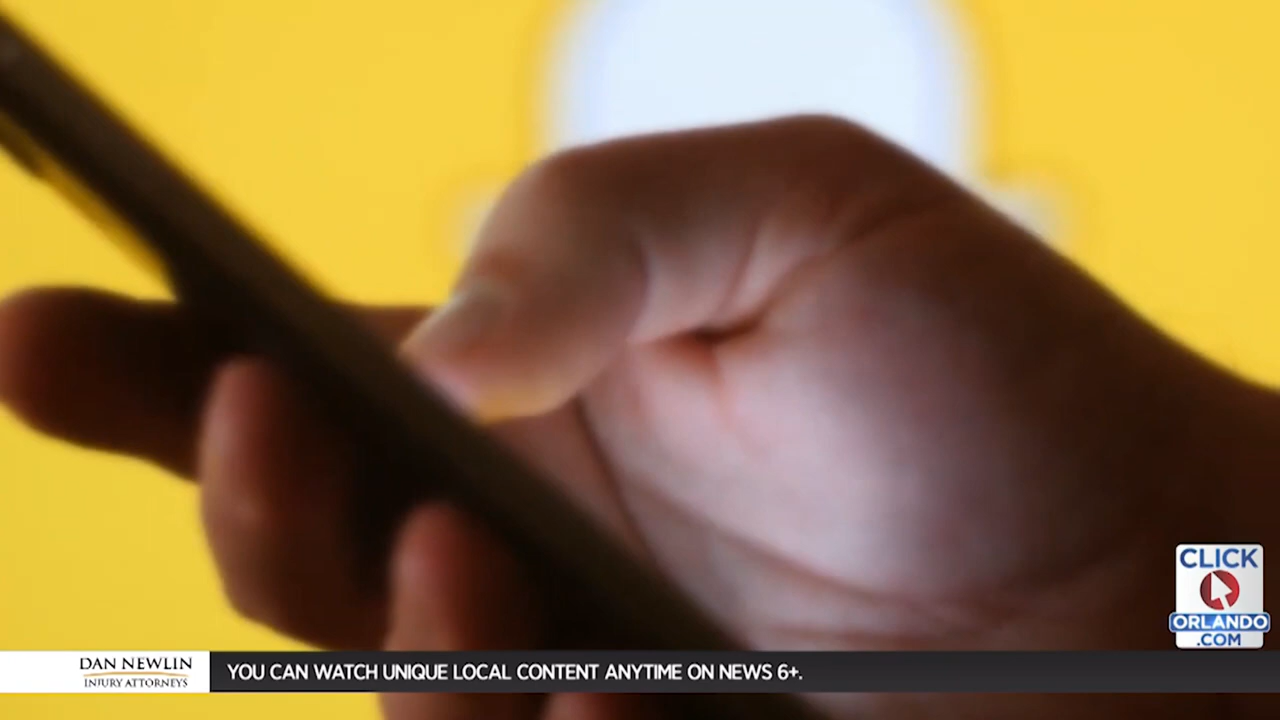 CLICK
ORLANDO
.COM
DAN NEWLIN
INJURY ATTORNEYS
YOU CAN WATCH UNIQUE LOCAL CONTENT ANYTIME ON NEWS 6+.